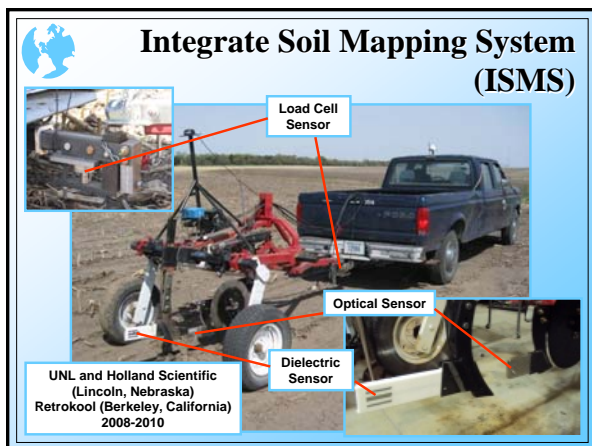 Integrate Soil Mapping System
(ISMS)
Load Cell
Sensor
Optical Sensor
Dielectric
Sensor
UNL and Holland Scientific
(Lincoln, Nebraska)
Retrokool (Berkeley, California)
2008-2010